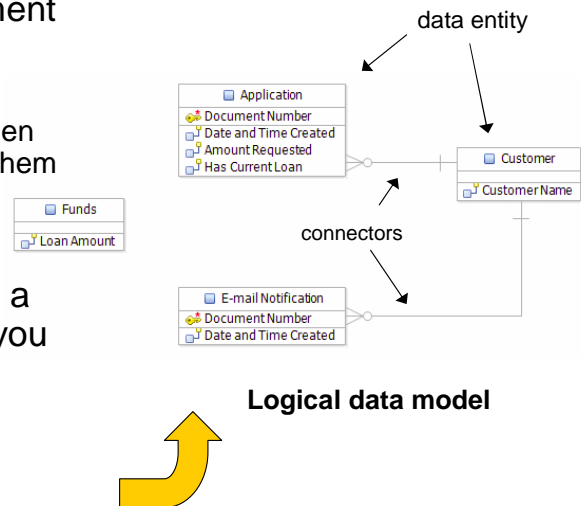 ment
data entity
Application
Document Number
Date and Time Created
Amount Requested
Has Current Loan
en
hem
Customer
Customer Name
Funds
Loan Amount
connectors
a
you
E-mail Notification
Document Number
Date and Time Created
Logical data model